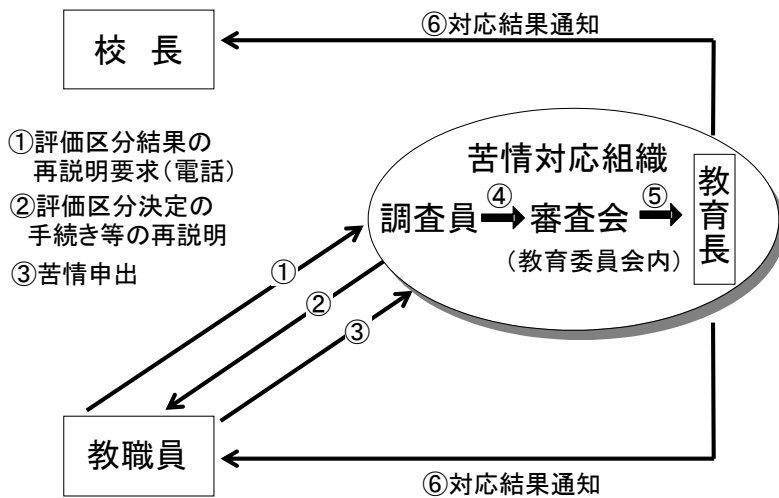 ⑥対応結果通知
校 長
①評価区分結果の
再説明要求(電話)
②評価区分決定の
手続き等の再説明
③苦情申出
苦情対応組織
調査員
④
審査会
⑤
教育長
(教育委員会内)
①
②
③
教職員
⑥対応結果通知